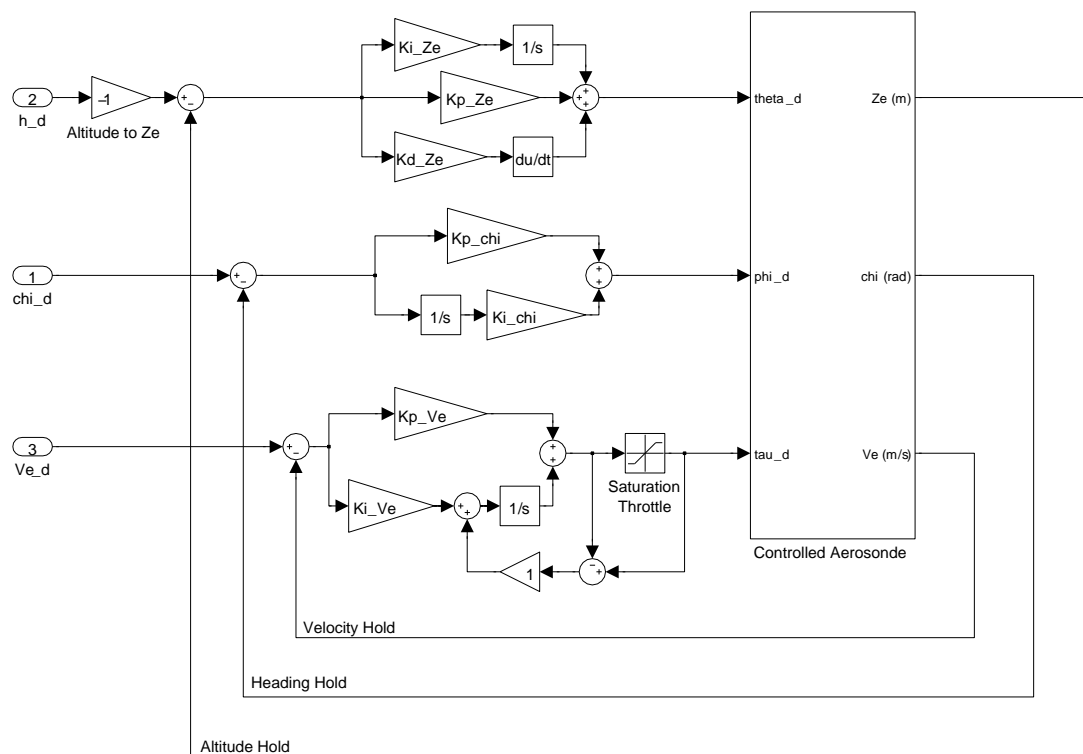 Ki_Ze
1/s
2
h_d
−1
Altitude to Ze
+
−
Kp_Ze
+
+
+
theta_d
Ze (m)
Kd_Ze
du/dt
Kp_chi
1
chi_d
+
−
+
+
phi_d
chi (rad)
1/s
Ki_chi
Kp_Ve
3
Ve_d
+
−
+
+
tau_d
Ve (m/s)
Saturation
Throttle
Ki_Ve
+
+
1/s
Controlled Aerosonde
1
−
+
Velocity Hold
Heading Hold
Altitude Hold